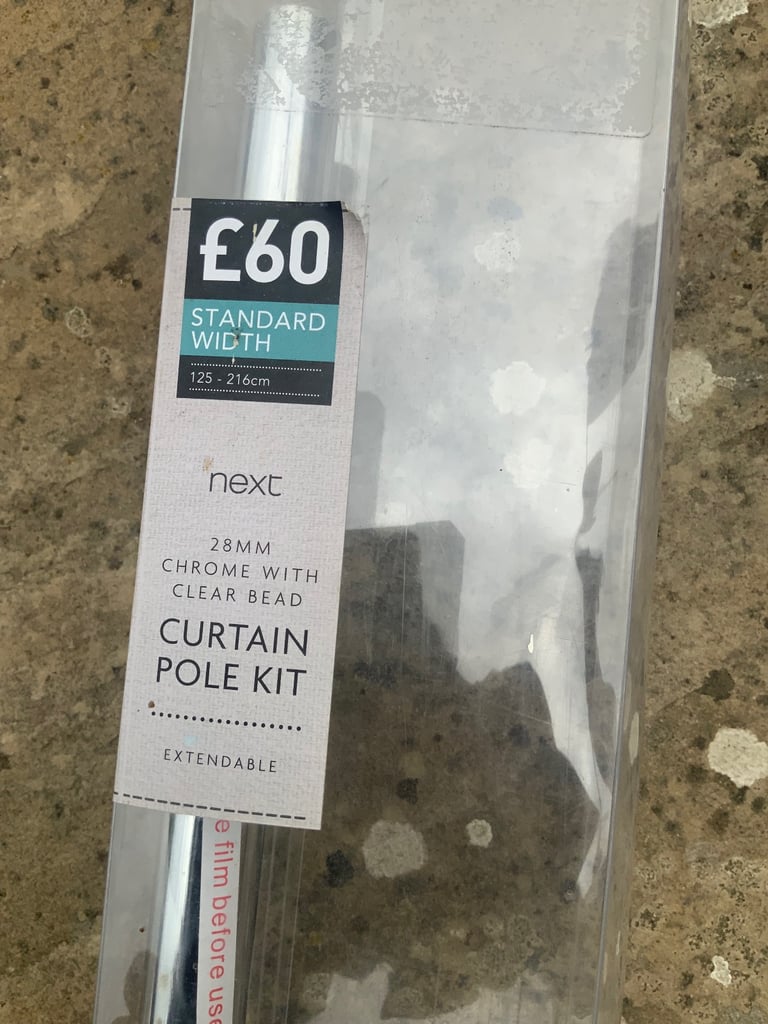 £60
STANDARD
WIDTH
125 - 216cm
next
28MM
CHROME WITH
CLEAR BEAD
CURTAIN
POLE KIT
EXTENDABLE
e film before use